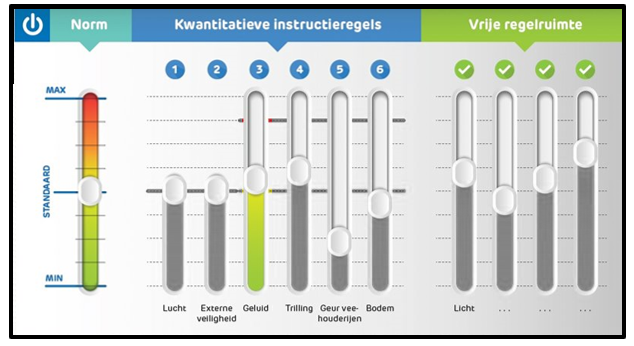 Norm
Kwantitatieve instructieregels
Vrije regelruimte
1 2 3 4 5 6
MAX
STANDAARD
MIN
Lucht
Externe
veiligheid
Geluid
Trilling
Geur vee-
houderijen
Bodem
Licht
...
...
...